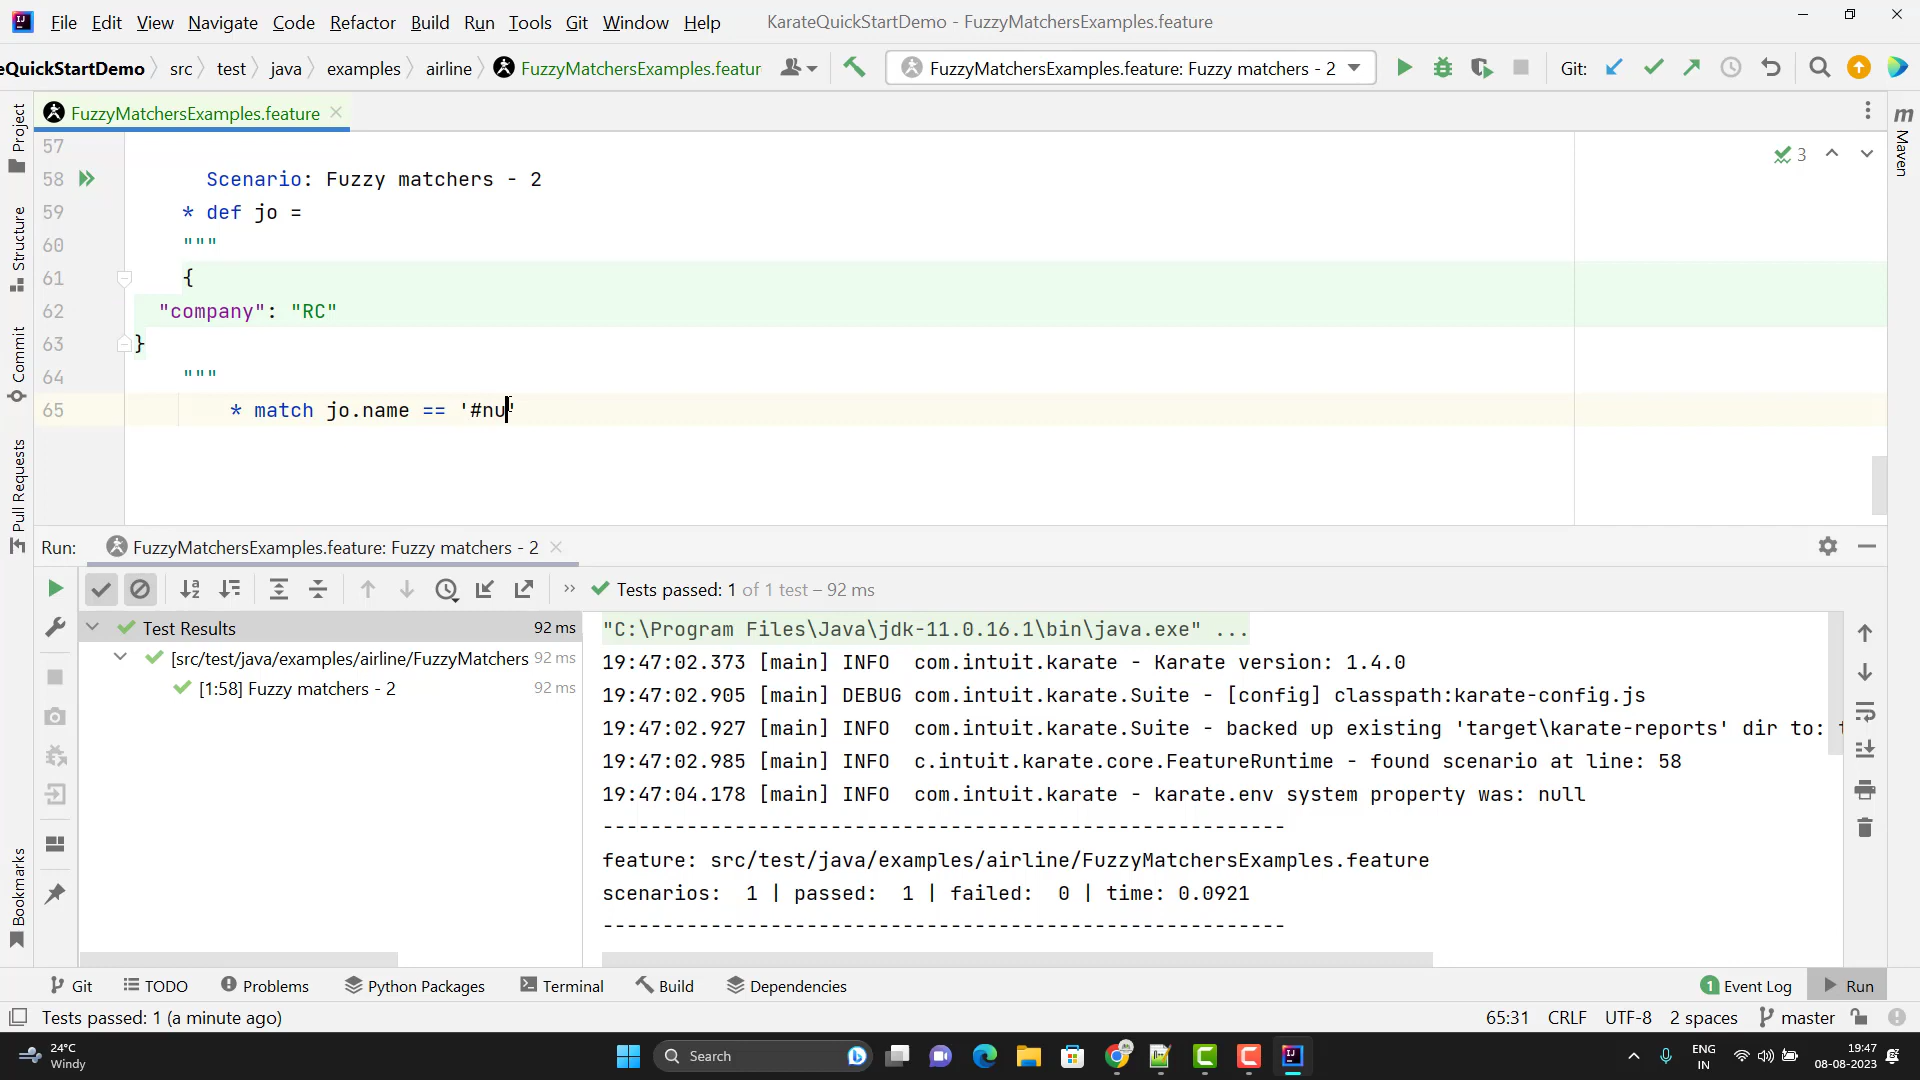 File Edit View Navigate Code Refactor Build Run Tools Git Window Help KarateQuickStartDemo - FuzzyMatchersExamples.feature
eQuickStartDemo src test java examples airline FuzzyMatchersExamples.featur FuzzyMatchersExamples.feature: Fuzzy matchers - 2 Git:
FuzzyMatchersExamples.feature
57
3
58 Scenario: Fuzzy matchers - 2
59 * def jo =
60 """
61 {
62 "company": "RC"
63 }
64 """
65 * match jo.name == '#nu'
Project
Structure
Commit
Pull Requests
Bookmarks
m
Maven
Run: FuzzyMatchersExamples.feature: Fuzzy matchers - 2
Tests passed: 1 of 1 test – 92 ms
Test Results 92 ms
[src/test/java/examples/airline/FuzzyMatchers 92 ms
[1:58] Fuzzy matchers - 2 92 ms
"C:\Program Files\Java\jdk-11.0.16.1\bin\java.exe" ...
19:47:02.373 [main] INFO com.intuit.karate - Karate version: 1.4.0
19:47:02.905 [main] DEBUG com.intuit.karate.Suite - [config] classpath:karate-config.js
19:47:02.927 [main] INFO com.intuit.karate.Suite - backed up existing 'target\karate-reports' dir to: t
19:47:02.985 [main] INFO c.intuit.karate.core.FeatureRuntime - found scenario at line: 58
19:47:04.178 [main] INFO com.intuit.karate - karate.env system property was: null
---------------------------------------------------------
feature: src/test/java/examples/airline/FuzzyMatchersExamples.feature
scenarios: 1 | passed: 1 | failed: 0 | time: 0.0921
---------------------------------------------------------
Git TODO Problems Python Packages Terminal Build Dependencies 1 Event Log Run
Tests passed: 1 (a minute ago) 65:31 CRLF UTF-8 2 spaces master
24°C
Windy
Search
ENG
IN
19:47
08-08-2023